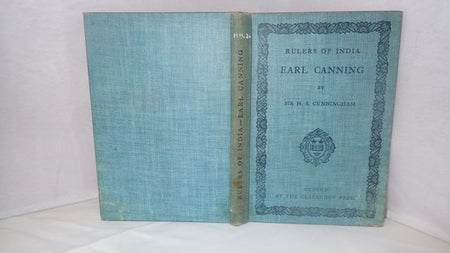 RULERS OF INDIA
EARL CANNING
BY
SIR H. S. CUNNINGHAM
OXFORD
AT THE CLARENDON PRESS
RULERS OF INDIA—EARL CANNING